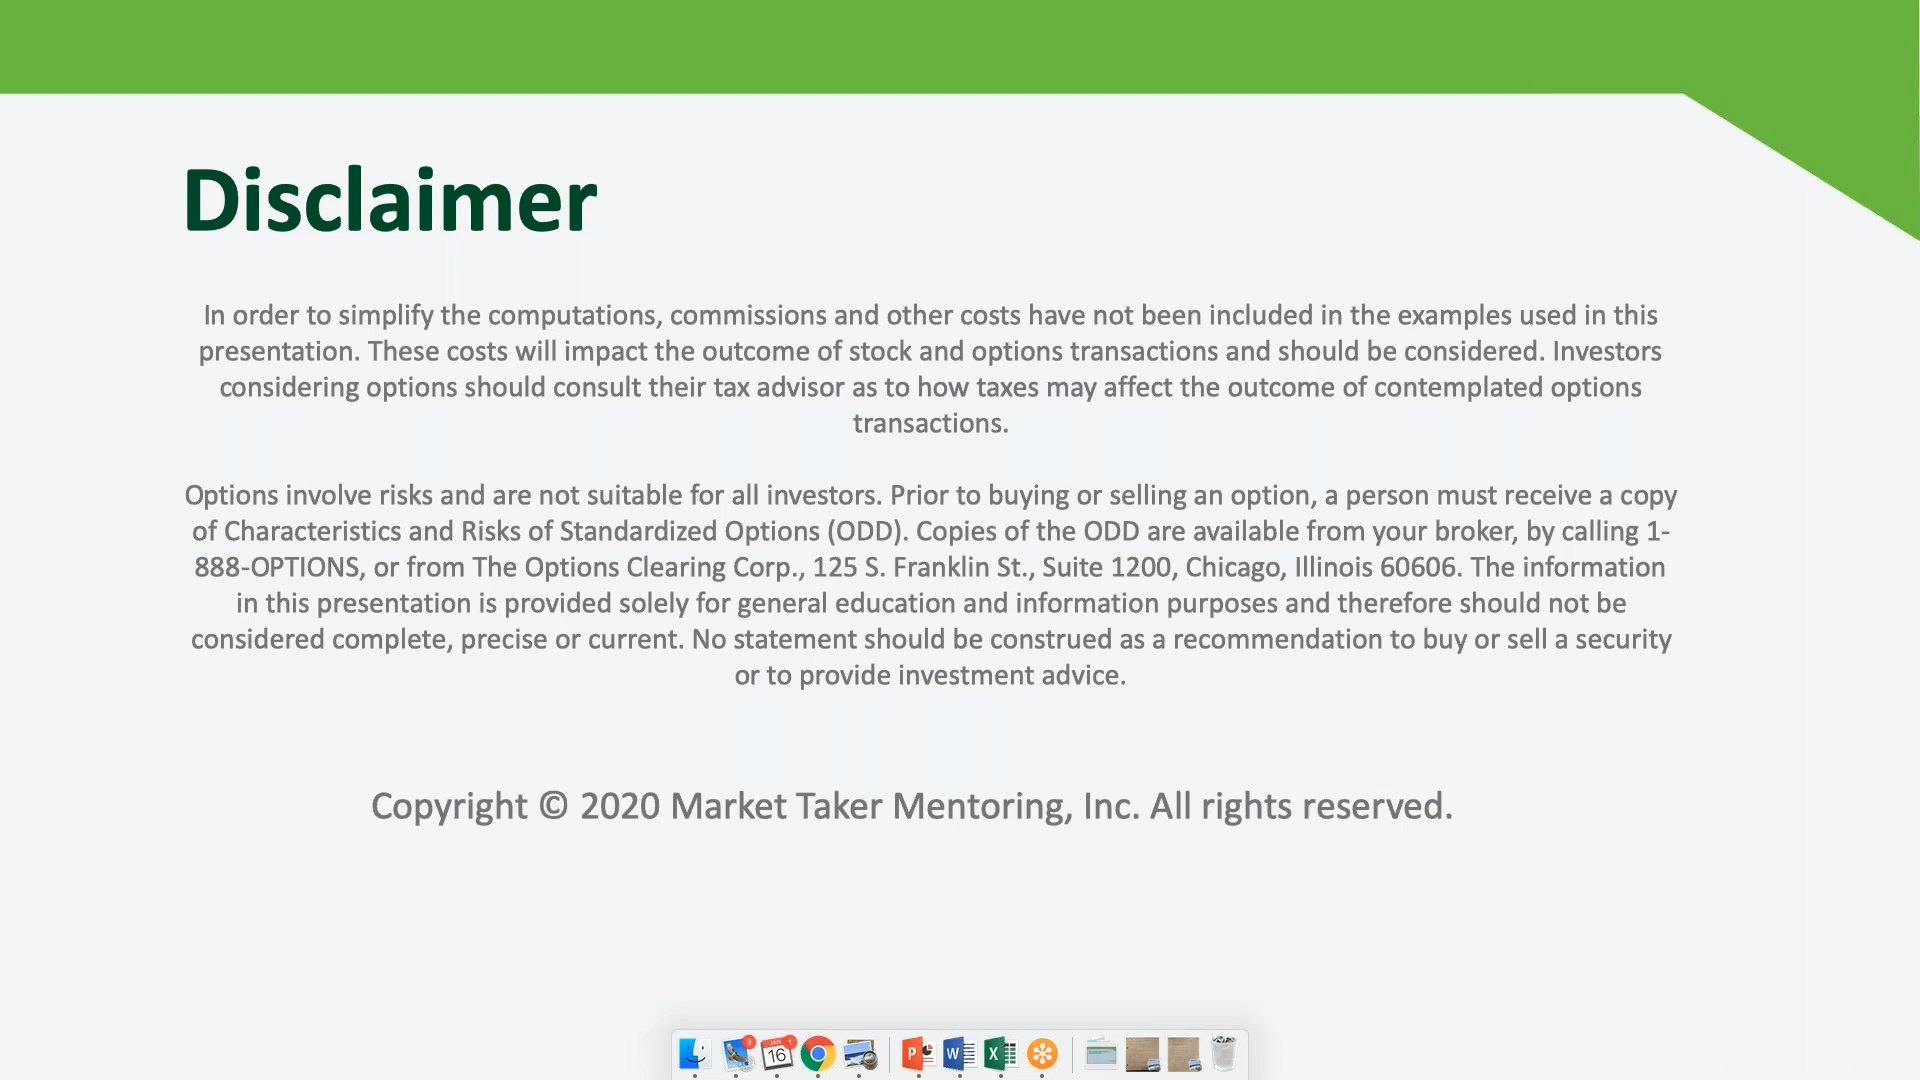 Disclaimer
In order to simplify the computations, commissions and other costs have not been included in the examples used in this
presentation. These costs will impact the outcome of stock and options transactions and should be considered. Investors
considering options should consult their tax advisor as to how taxes may affect the outcome of contemplated options
transactions.
Options involve risks and are not suitable for all investors. Prior to buying or selling an option, a person must receive a copy
of Characteristics and Risks of Standardized Options (ODD). Copies of the ODD are available from your broker, by calling 1-
888-OPTIONS, or from The Options Clearing Corp., 125 S. Franklin St., Suite 1200, Chicago, Illinois 60606. The information
in this presentation is provided solely for general education and information purposes and therefore should not be
considered complete, precise or current. No statement should be construed as a recommendation to buy or sell a security
or to provide investment advice.
Copyright © 2020 Market Taker Mentoring, Inc. All rights reserved.
3 JAN 1 16 P W X